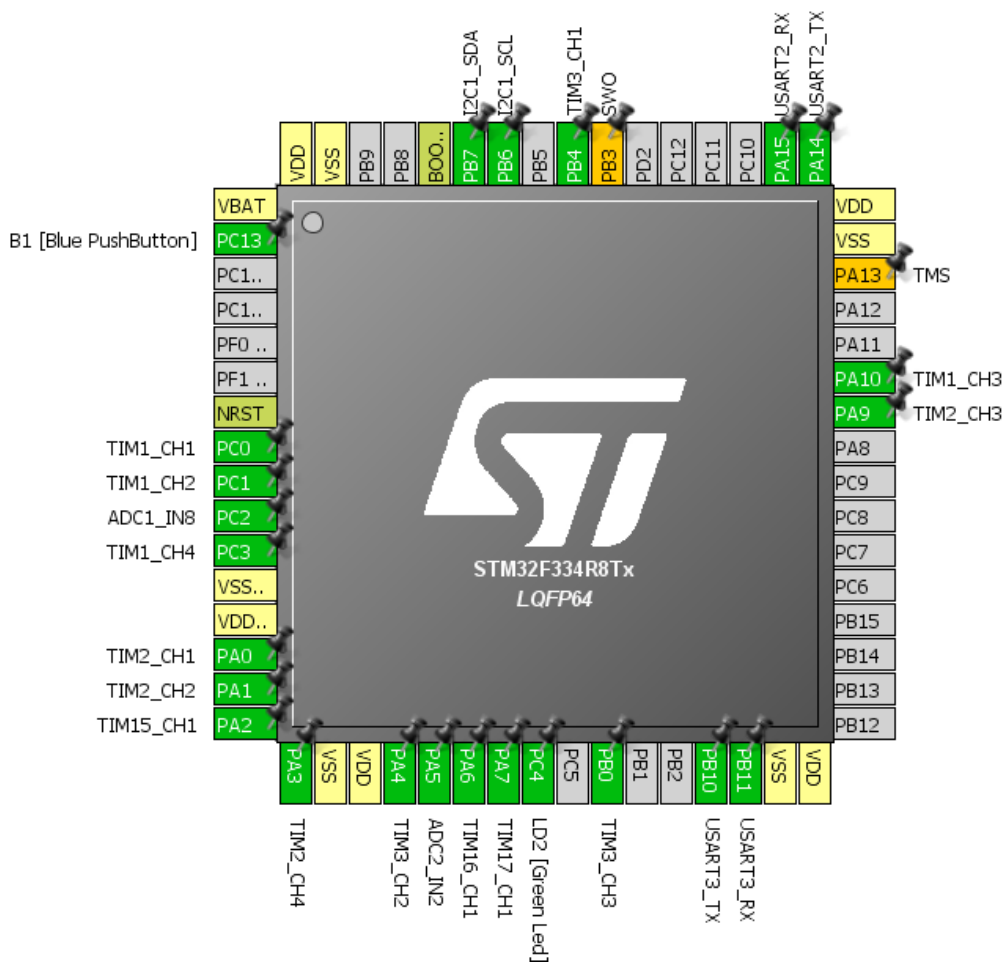 I2C1_SDA
I2C1_SCL
TIM3_CH1
SWO
USART2_RX
USART2_TX
VDD
VSS
PB9
PB8
BOO..
PB7
PB6
PB5
PB4
PB3
PD2
PC12
PC11
PC10
PA15
PA14
VBAT
B1 [Blue PushButton] PC13
PC1..
PC1..
PF0 ..
PF1 ..
NRST
TIM1_CH1 PC0
TIM1_CH2 PC1
ADC1_IN8 PC2
TIM1_CH4 PC3
VSS..
VDD..
TIM2_CH1 PA0
TIM2_CH2 PA1
TIM15_CH1 PA2
VDD
VSS
PA13 TMS
PA12
PA11
PA10 TIM1_CH3
PA9 TIM2_CH3
PA8
PC9
PC8
PC7
PC6
PB15
PB14
PB13
PB12
ST
STM32F334R8Tx
LQFP64
PA3
VSS
VDD
PA4
PA5
PA6
PA7
PC4
PC5
PB0
PB1
PB2
PB10
PB11
VSS
VDD
TIM2_CH4
TIM3_CH2
ADC2_IN2
TIM16_CH1
TIM17_CH1
LD2 [Green Led]
TIM3_CH3
USART3_TX
USART3_RX